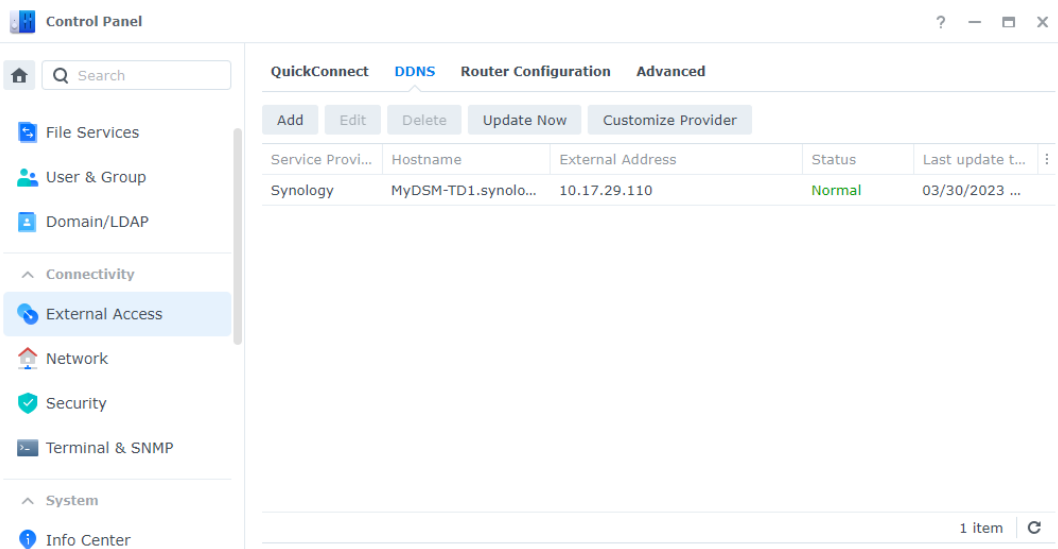 Control Panel
Search
File Services
User & Group
Domain/LDAP
Connectivity
External Access
Network
Security
Terminal & SNMP
System
Info Center
QuickConnect DDNS Router Configuration Advanced
Add Edit Delete Update Now Customize Provider
Service Provi... Hostname External Address Status Last update t...
Synology MyDSM-TD1.synolo... 10.17.29.110 Normal 03/30/2023 ...
1 item